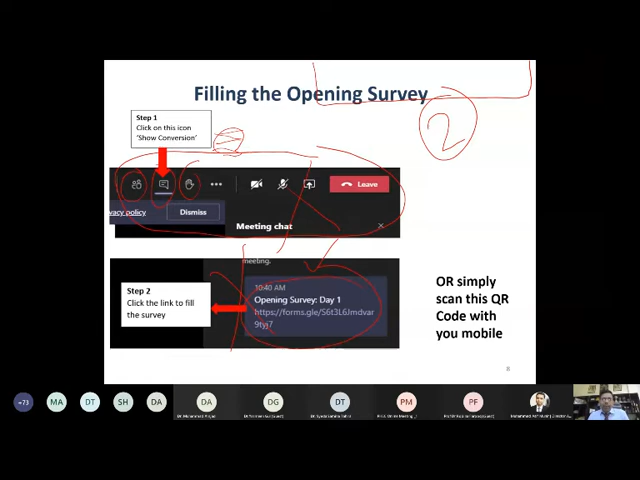 Filling the Opening Survey
2
Step 1
Click on this icon
‘Show Conversion’
Leave
vacy policy
Dismiss
Meeting chat
meeting.
10:40 AM
Opening Survey: Day 1
https://forms.gle/
9tyj7
Step 2
Click the link to fill
the survey
OR simply
scan this QR
Code with
you mobile
8
+73
MA
DT
SH
DA
DA
DG
DT
PM
PF